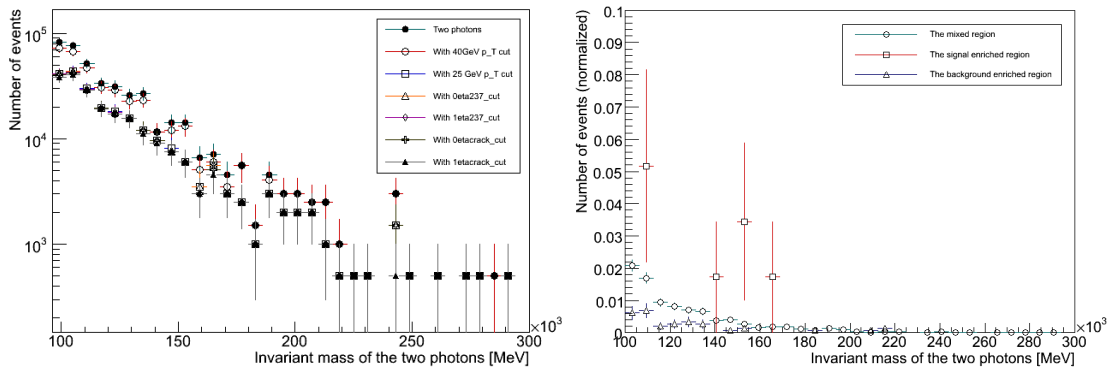 Number of events
10^5
10^4
10^3
Two photons
With 40GeV p_T cut
With 25 GeV p_T cut
With 0eta237_cut
With 1eta237_cut
With 0etacrack_cut
With 1etacrack_cut
100 150 200 250 300
×10^3
Invariant mass of the two photons [MeV]
Number of events (normalized)
0.1
0.09
0.08
0.07
0.06
0.05
0.04
0.03
0.02
0.01
0
The mixed region
The signal enriched region
The background enriched region
100 120 140 160 180 200 220 240 260 280 300
×10^3
Invariant mass of the two photons [MeV]